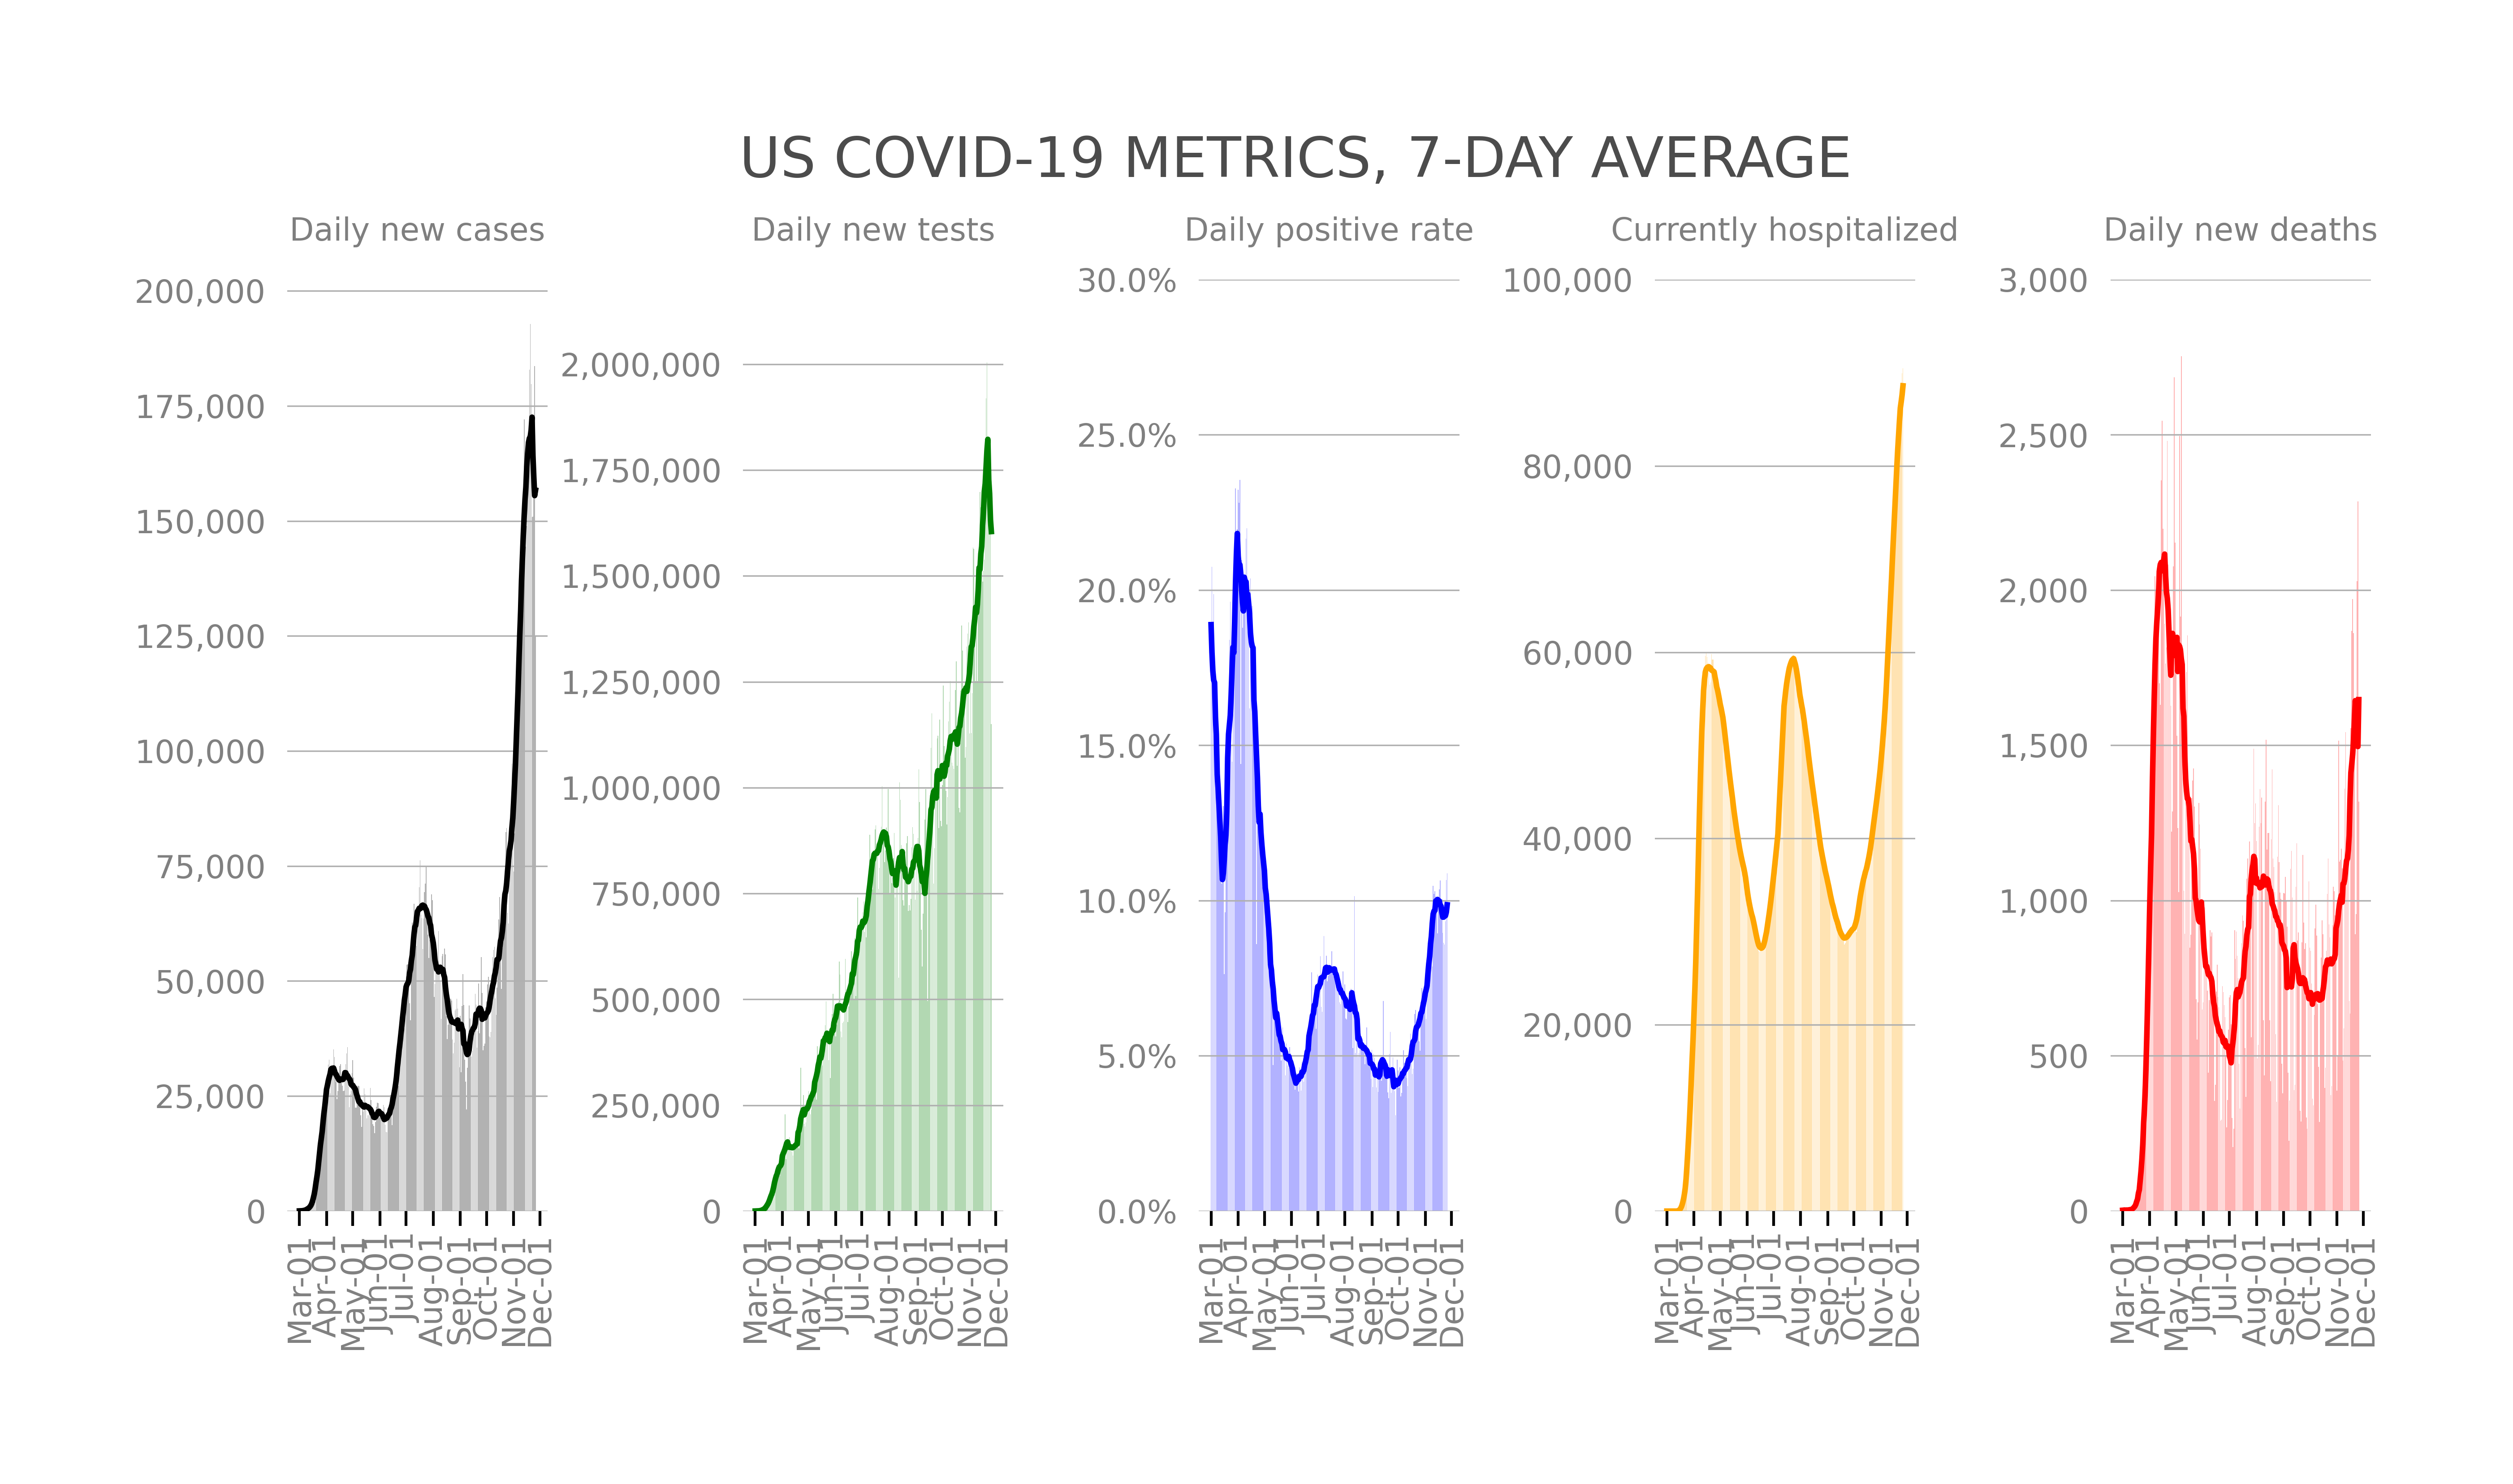 US COVID-19 METRICS, 7-DAY AVERAGE
Daily new cases
200,000
175,000
150,000
125,000
100,000
75,000
50,000
25,000
0
Mar-01
Apr-01
May-01
Jun-01
Jul-01
Aug-01
Sep-01
Oct-01
Nov-01
Dec-01
Daily new tests
2,000,000
1,750,000
1,500,000
1,250,000
1,000,000
750,000
500,000
250,000
0
Mar-01
Apr-01
May-01
Jun-01
Jul-01
Aug-01
Sep-01
Oct-01
Nov-01
Dec-01
Daily positive rate
30.0%
25.0%
20.0%
15.0%
10.0%
5.0%
0.0%
Mar-01
Apr-01
May-01
Jun-01
Jul-01
Aug-01
Sep-01
Oct-01
Nov-01
Dec-01
Currently hospitalized
100,000
80,000
60,000
40,000
20,000
0
Mar-01
Apr-01
May-01
Jun-01
Jul-01
Aug-01
Sep-01
Oct-01
Nov-01
Dec-01
Daily new deaths
3,000
2,500
2,000
1,500
1,000
500
0
Mar-01
Apr-01
May-01
Jun-01
Jul-01
Aug-01
Sep-01
Oct-01
Nov-01
Dec-01